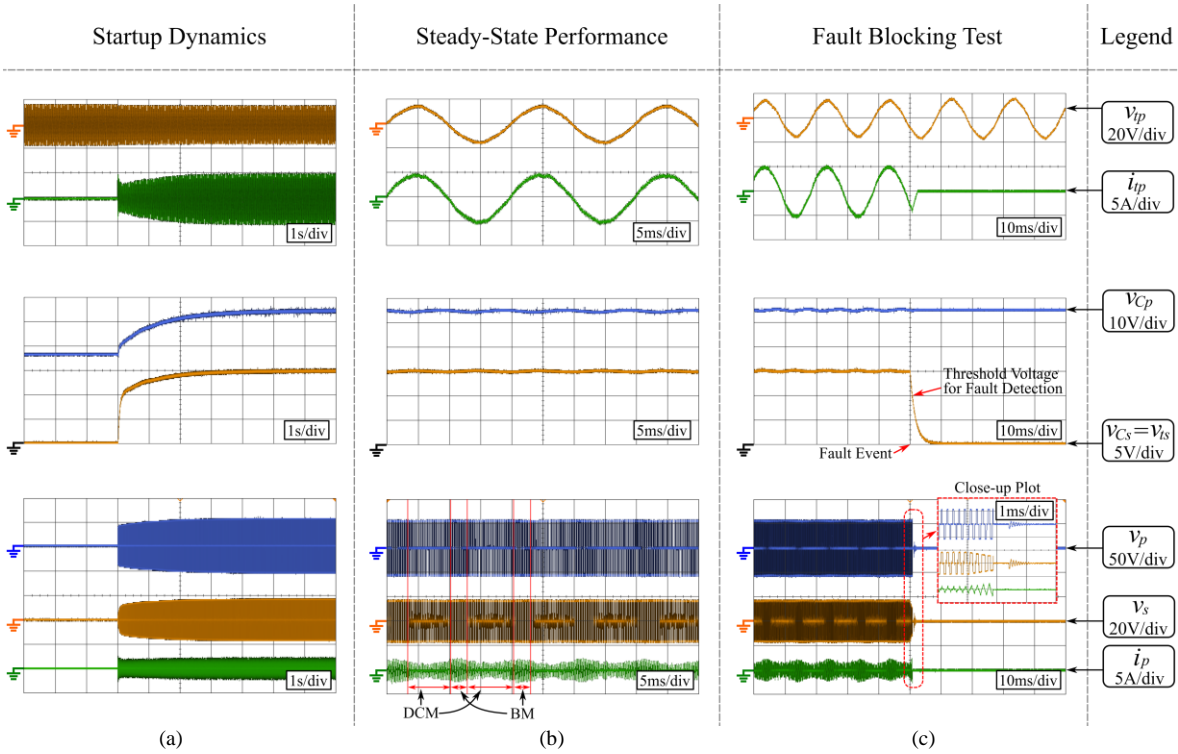 Startup Dynamics
Steady-State Performance
Fault Blocking Test
Legend
1s/div
5ms/div
10ms/div
v_tp
20V/div
i_tp
5A/div
1s/div
5ms/div
Threshold Voltage
for Fault Detection
10ms/div
Fault Event
v_Cp
10V/div
v_Cs=v_ts
5V/div
1s/div
5ms/div
DCM
BM
Close-up Plot
1ms/div
10ms/div
v_p
50V/div
v_s
20V/div
i_p
5A/div
(a)
(b)
(c)